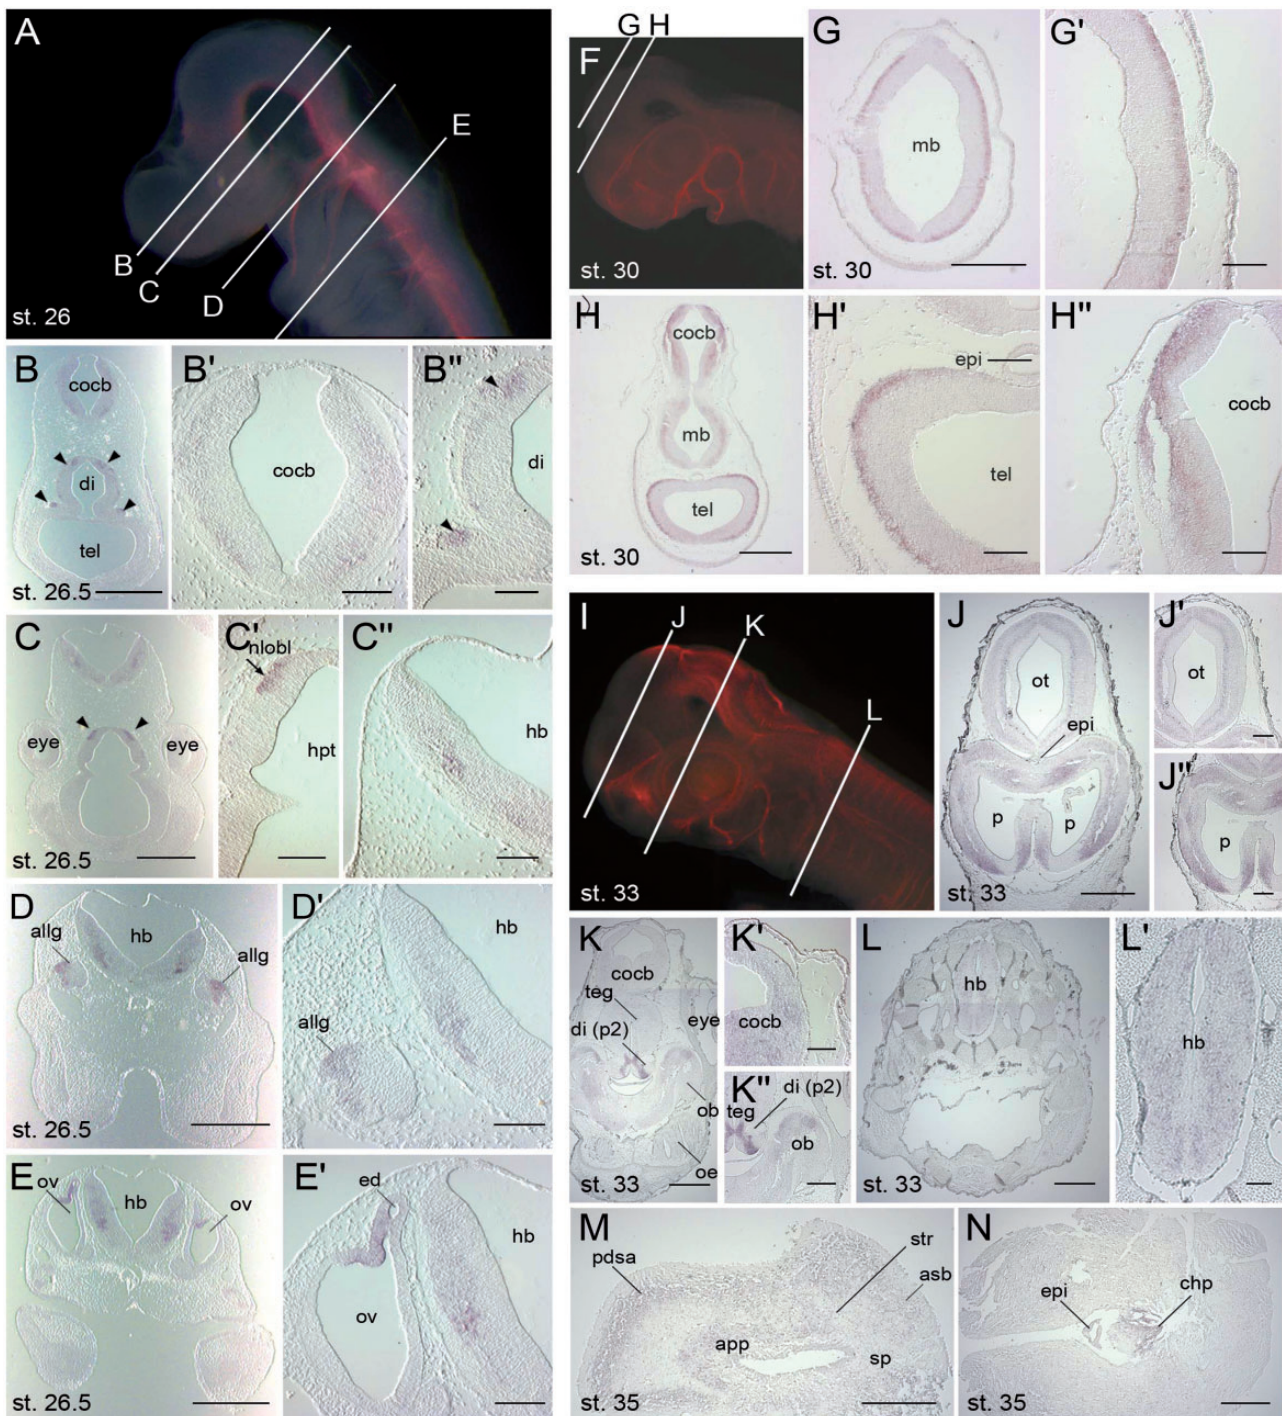 A
B
C
D
E
st. 26
B
cocb
di
tel
st. 26.5
B'
cocb
B"
di
C
eye
eye
st. 26.5
C'
nlobl
hpt
C"
hb
D
hb
allg
allg
st. 26.5
D'
hb
allg
E
ov
hb
ov
st. 26.5
E'
ed
hb
ov
G H
F
st. 30
G
mb
st. 30
G'
H
cocb
mb
tel
st. 30
H'
epi
tel
H"
cocb
I
J
K
L
st. 33
J
ot
epi
p
p
st. 33
J'
ot
J"
p
K
cocb
teg
eye
di (p2)
ob
oe
st. 33
K'
cocb
K"
di (p2)
teg
ob
L
hb
st. 33
L'
hb
M
pdsa
str
asb
app
sp
st. 35
N
epi
chp
st. 35